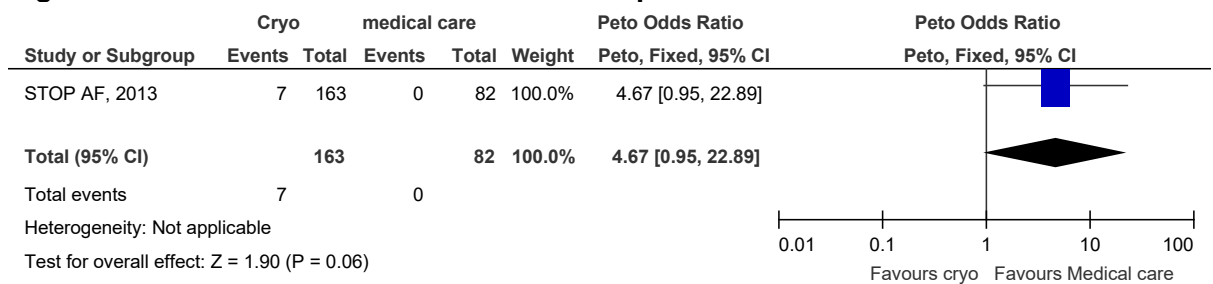 Cryo medical care Peto Odds Ratio Peto Odds Ratio
Study or Subgroup Events Total Events Total Weight Peto, Fixed, 95% CI Peto, Fixed, 95% CI
STOP AF, 2013 7 163 0 82 100.0% 4.67 [0.95, 22.89]
Total (95% CI) 163 82 100.0% 4.67 [0.95, 22.89]
Total events 7 0
Heterogeneity: Not applicable
Test for overall effect: Z = 1.90 (P = 0.06)
0.01 0.1 1 10 100
Favours cryo Favours Medical care